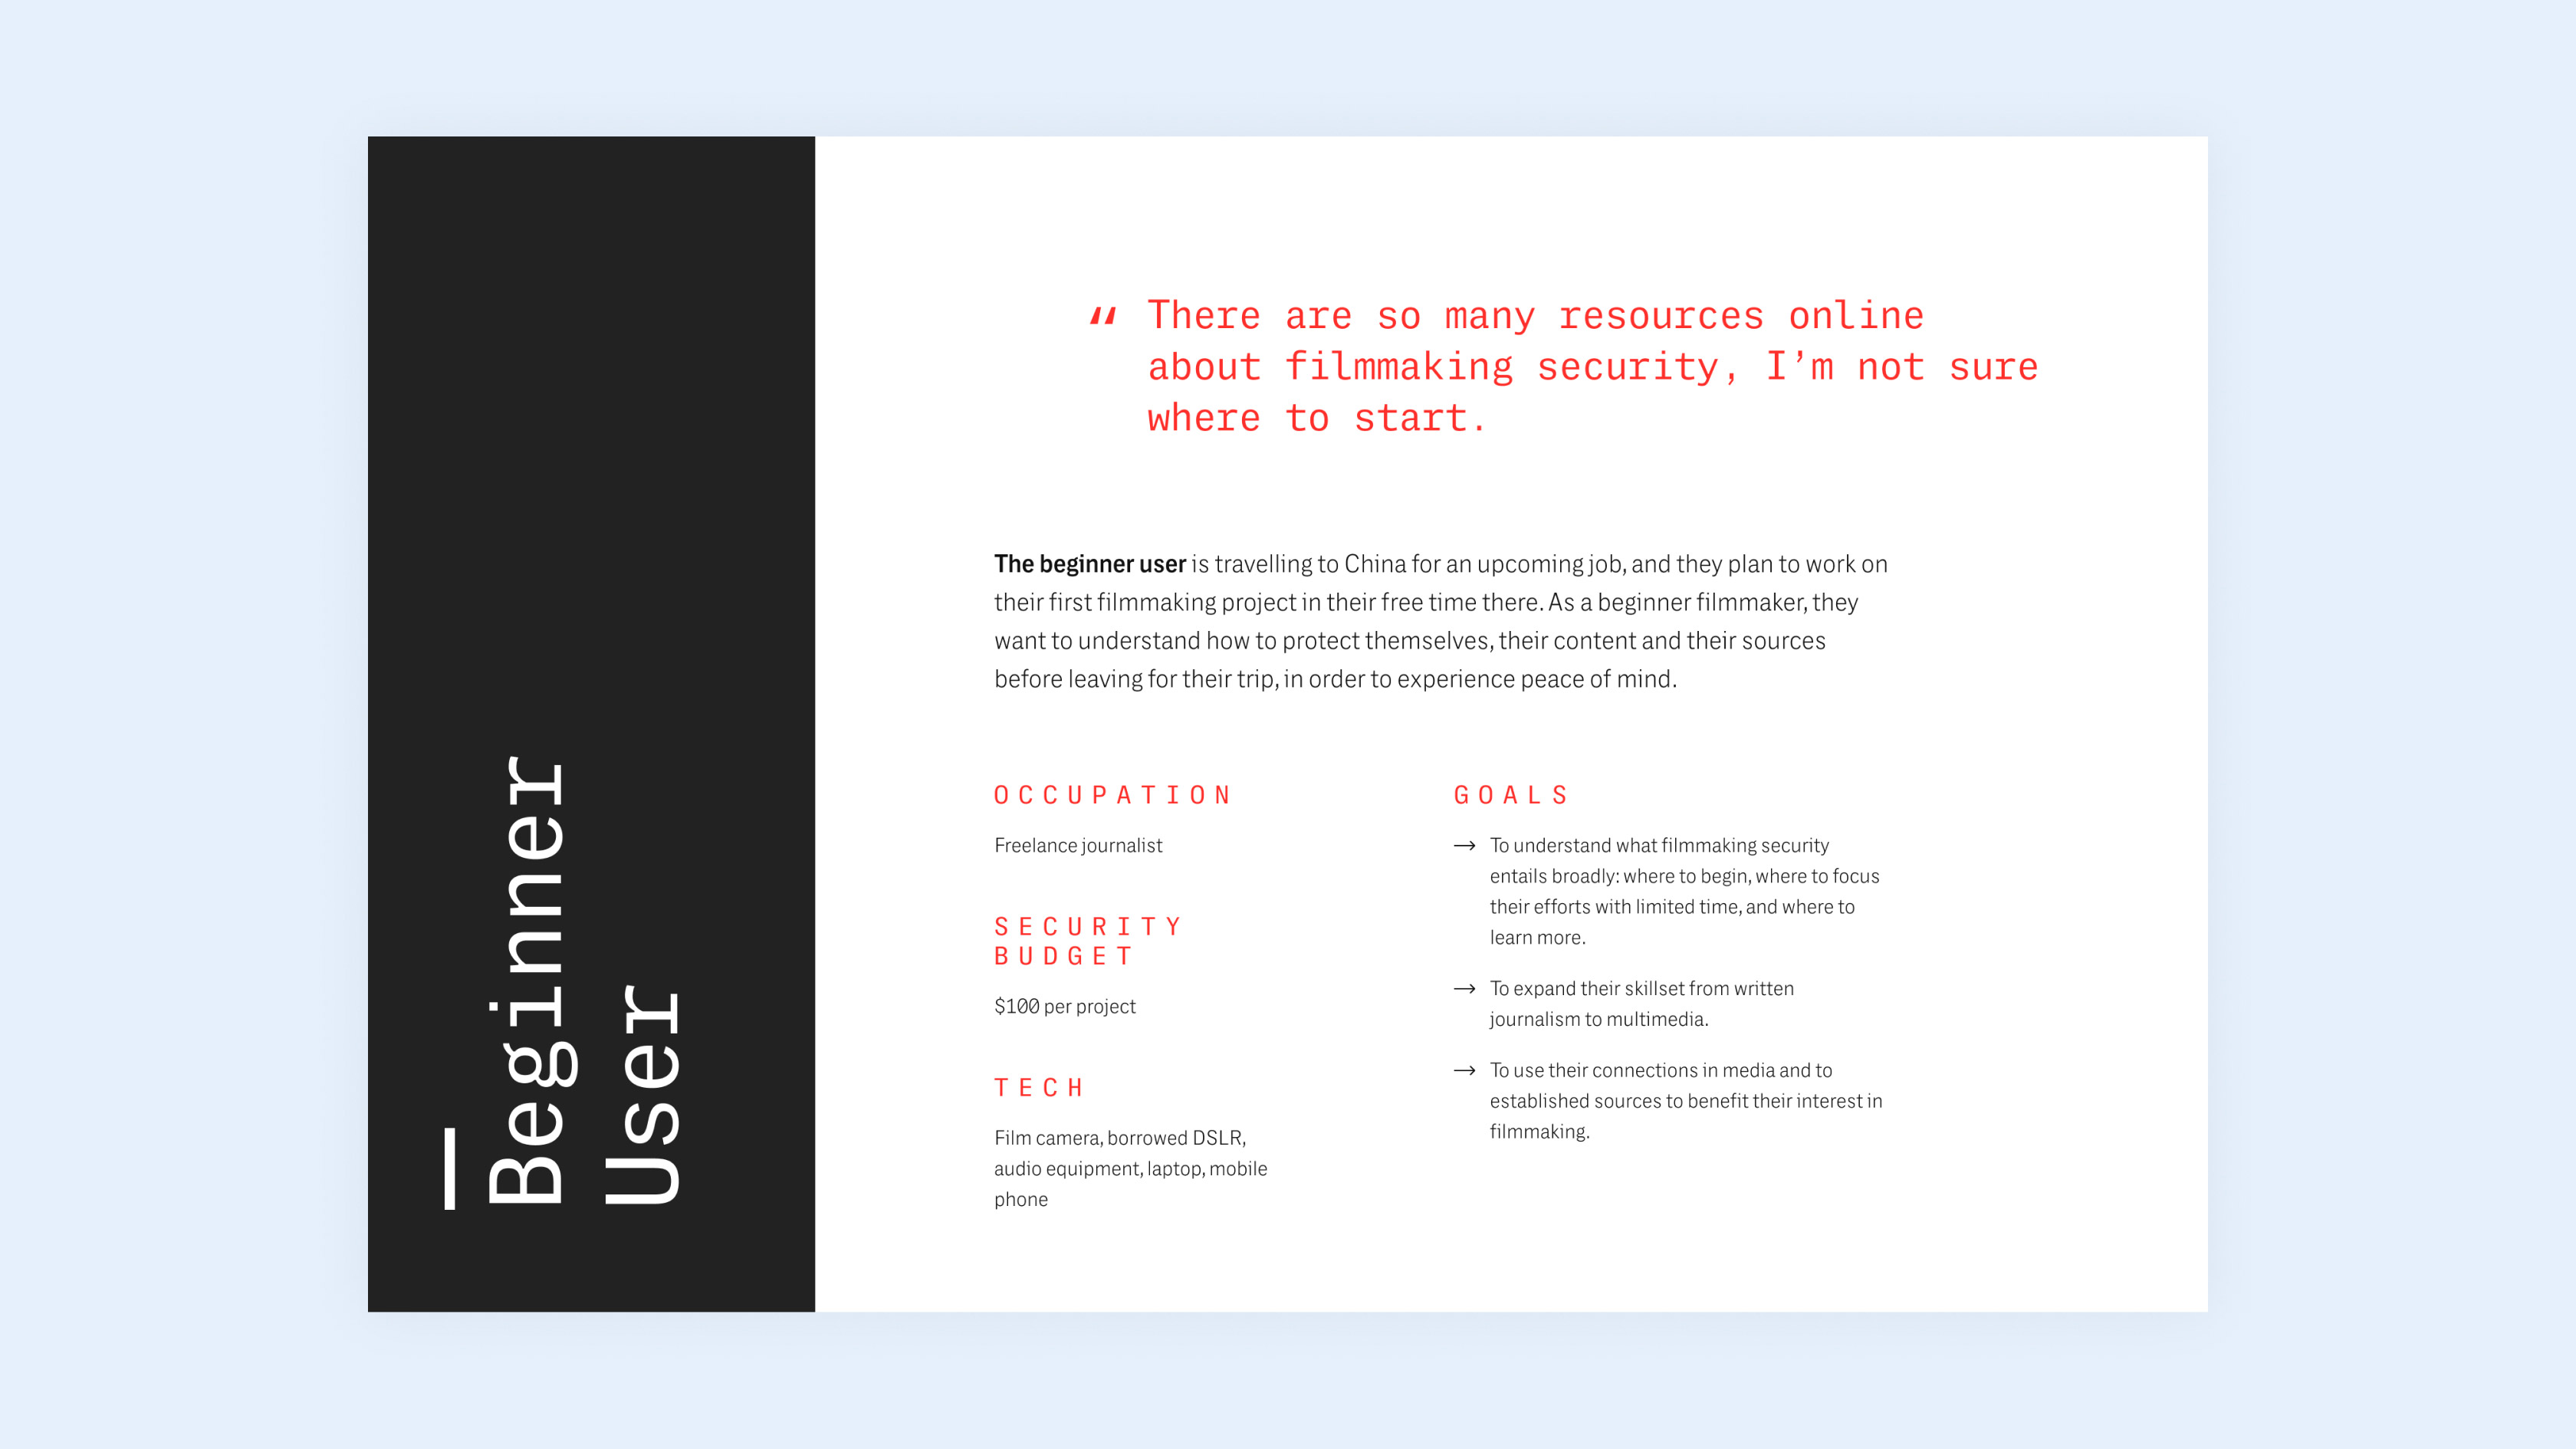 Beginner
User
“ There are so many resources online
about filmmaking security, I’m not sure
where to start.
The beginner user is travelling to China for an upcoming job, and they plan to work on
their first filmmaking project in their free time there. As a beginner filmmaker, they
want to understand how to protect themselves, their content and their sources
before leaving for their trip, in order to experience peace of mind.
OCCUPATION
Freelance journalist
SECURITY
BUDGET
$100 per project
TECH
Film camera, borrowed DSLR,
audio equipment, laptop, mobile
phone
GOALS
→ To understand what filmmaking security
entails broadly: where to begin, where to focus
their efforts with limited time, and where to
learn more.
→ To expand their skillset from written
journalism to multimedia.
→ To use their connections in media and to
established sources to benefit their interest in
filmmaking.